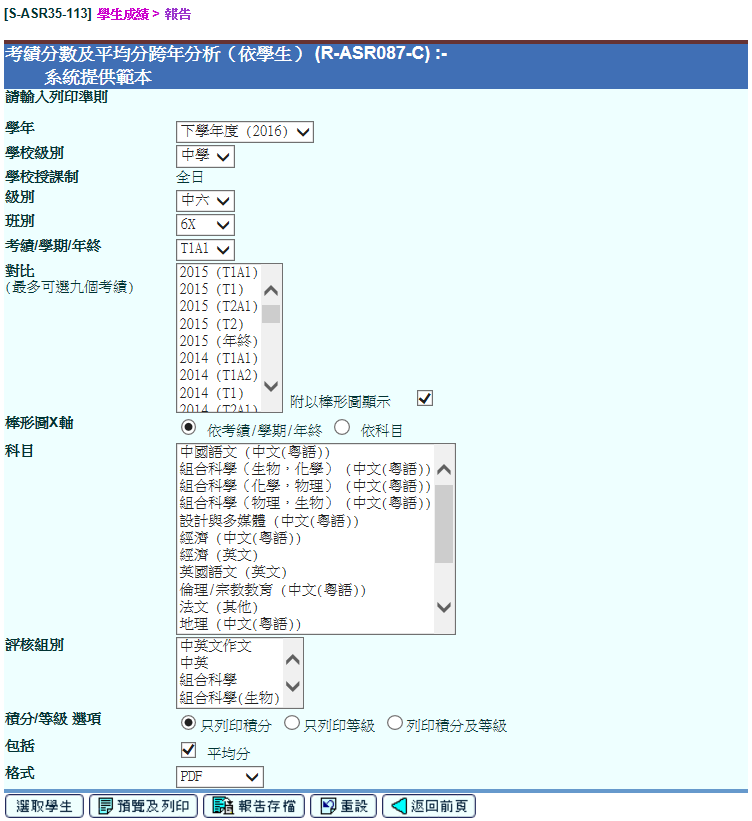 [S-ASR35-113] 學生成績 > 報告
考績分數及平均分跨年分析（依學生） (R-ASR087-C) :-
系統提供範本
請輸入列印準則
學年 下學年度 (2016)
學校級別 中學
學校授課制 全日
級別 中六
班別 6X
考績/學期/年終 T1A1
對比
(最多可選九個考績)
2015 (T1A1)
2015 (T1)
2015 (T2A1)
2015 (T2)
2015 (年終)
2014 (T1A1)
2014 (T1A2)
2014 (T1)
2014 (T2A1)
附以棒形圖顯示
棒形圖X軸 依考績/學期/年終 依科目
科目
中國語文 (中文(粵語))
組合科學（生物，化學） (中文(粵語))
組合科學（化學，物理） (中文(粵語))
組合科學（物理，生物） (中文(粵語))
設計與多媒體 (中文(粵語))
經濟 (中文(粵語))
經濟 (英文)
英國語文 (英文)
倫理/宗教教育 (中文(粵語))
法文 (其他)
地理 (中文(粵語))
評核組別
中英文作文
中英
組合科學
組合科學(生物)
積分/等級 選項 只列印積分 只列印等級 列印積分及等級
包括 平均分
格式 PDF
選取學生 預覽及列印 報告存檔 重設 返回前頁